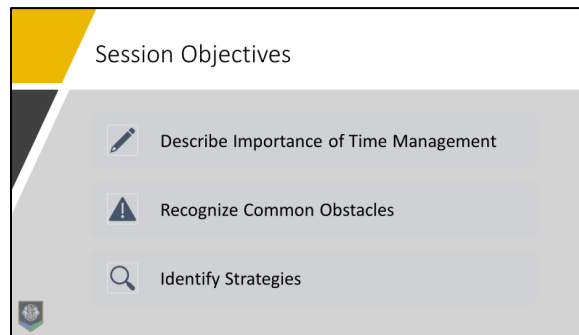 Session Objectives
Describe Importance of Time Management
Recognize Common Obstacles
Identify Strategies